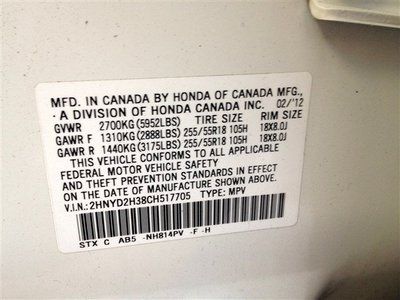 MFD. IN CANADA BY HONDA OF CANADA MFG.,
· A DIVISION OF HONDA CANADA INC. 02/'12
GVWR 2700KG(5952LBS) TIRE SIZE RIM SIZE
GAWR F 1310KG(2888LBS) 255/55R18 105H 18X8.0J
GAWR R 1440KG(3175LBS) 255/55R18 105H 18X8.0J
THIS VEHICLE CONFORMS TO ALL APPLICABLE
FEDERAL MOTOR VEHICLE SAFETY
AND THEFT PREVENTION STANDARDS IN EFFECT
ON THE DATE OF MANUFACTURE SHOWN ABOVE.
V.I.N.: 2HNYD2H38CH517705 TYPE: MPV
STX C AB5 -NH814PV -F -H